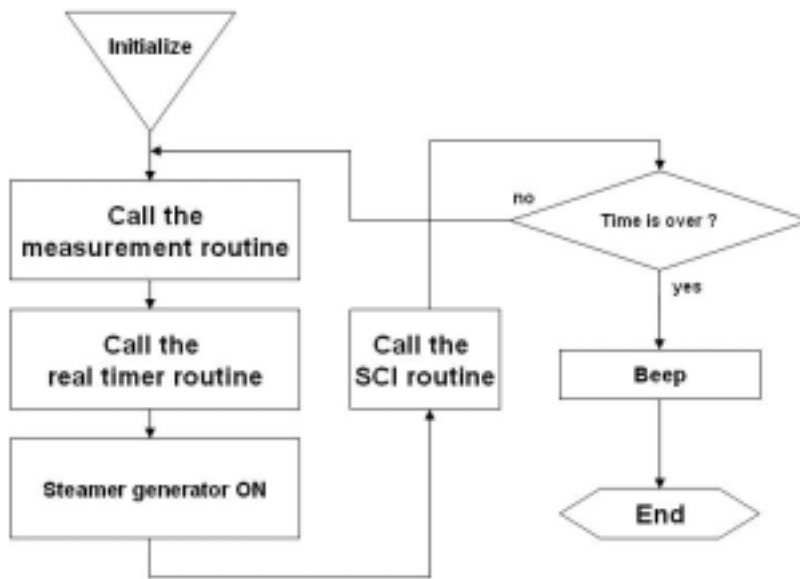 Initialize
Call the
measurement routine
Call the
real timer routine
Steamer generator ON
Call the
SCI routine
Time is over ?
no
yes
Beep
End